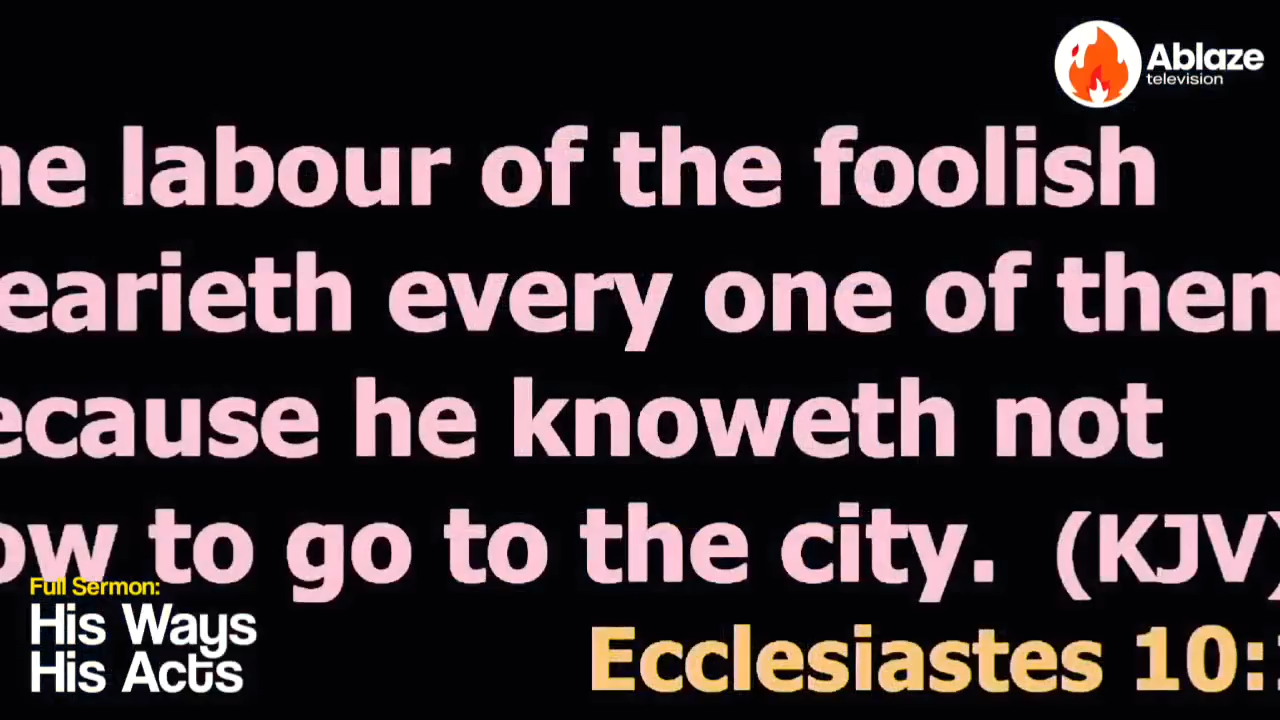 Ablaze
television
he labour of the foolish
earieth every one of them
ecause he knoweth not
ow to go to the city. (KJV)
Full Sermon:
His Ways
His Acts
Ecclesiastes 10: